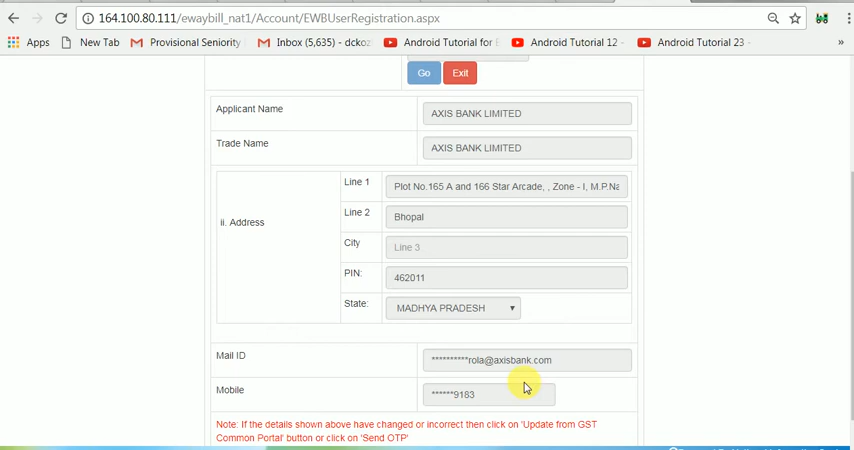 164.100.80.111/ewaybill_nat1/Account/EWBUserRegistration.aspx
Apps New Tab Provisional Seniority Inbox (5,635) - dckoz Android Tutorial for B Android Tutorial 12 - Android Tutorial 23 - »
Go Exit
Applicant Name AXIS BANK LIMITED
Trade Name AXIS BANK LIMITED
ii. Address
Line 1 Plot No.165 A and 166 Star Arcade, , Zone - I, M.P.Na
Line 2 Bhopal
City Line 3
PIN: 462011
State: MADHYA PRADESH
Mail ID **********rola@axisbank.com
Mobile ******9183
Note: If the details shown above have changed or incorrect then click on 'Update from GST
Common Portal' button or click on 'Send OTP'